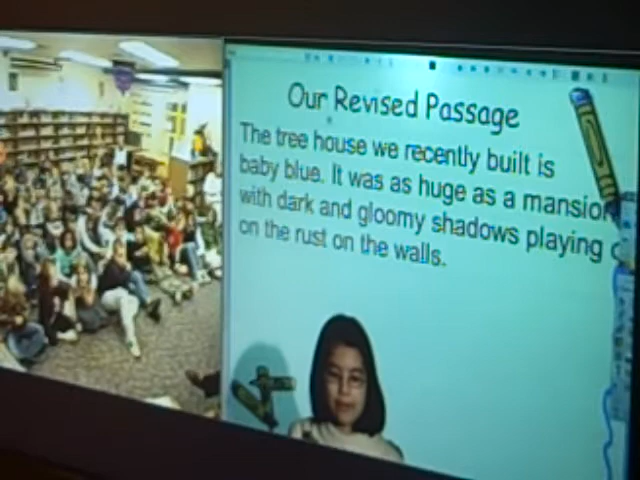 Our Revised Passage
The tree house we recently built is
baby blue. It was as huge as a mansion
with dark and gloomy shadows playing
on the rust on the walls.